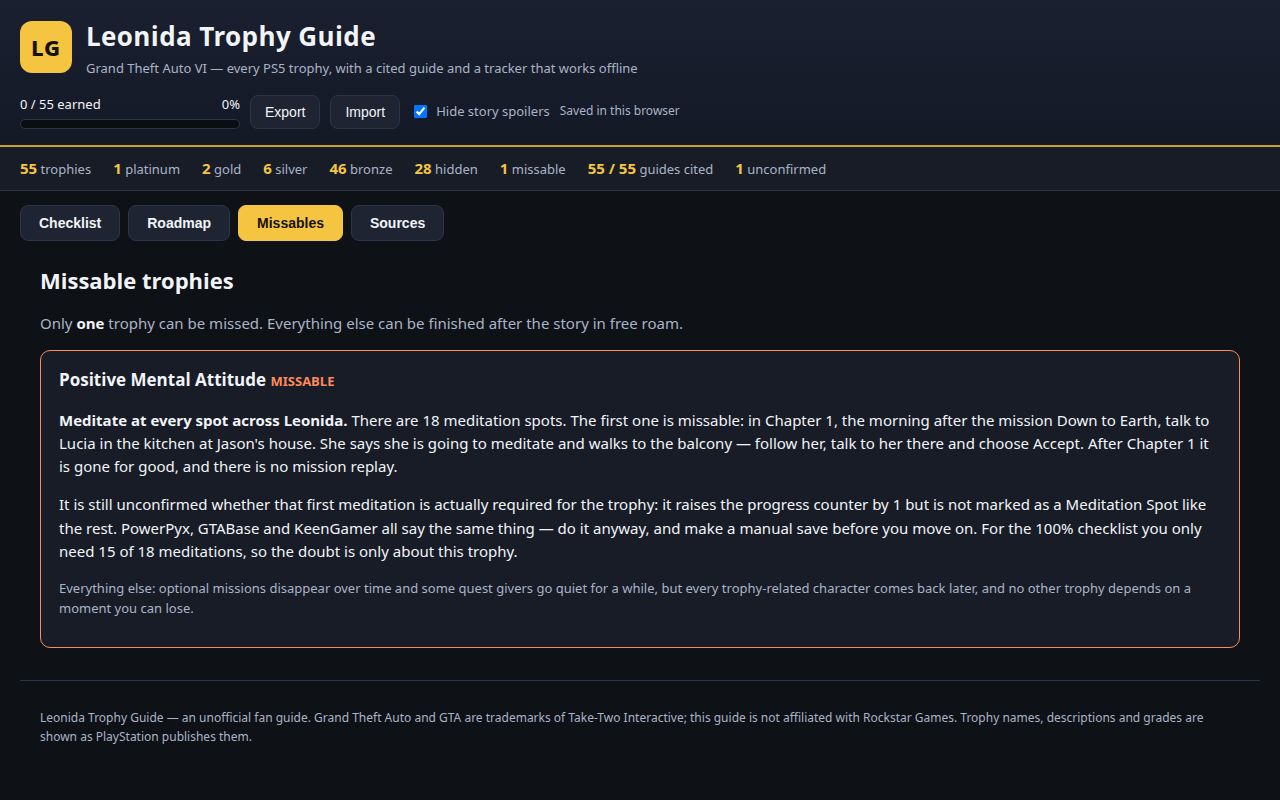 LG
Leonida Trophy Guide
Grand Theft Auto VI — every PS5 trophy, with a cited guide and a tracker that works offline
0 / 55 earned 0%
Export
Import
Hide story spoilers
Saved in this browser
55 trophies 1 platinum 2 gold 6 silver 46 bronze 28 hidden 1 missable 55 / 55 guides cited 1 unconfirmed
Checklist Roadmap Missables Sources
Missable trophies
Only one trophy can be missed. Everything else can be finished after the story in free roam.
Positive Mental Attitude MISSABLE
Meditate at every spot across Leonida. There are 18 meditation spots. The first one is missable: in Chapter 1, the morning after the mission Down to Earth, talk to
Lucia in the kitchen at Jason's house. She says she is going to meditate and walks to the balcony — follow her, talk to her there and choose Accept. After Chapter 1 it
is gone for good, and there is no mission replay.
It is still unconfirmed whether that first meditation is actually required for the trophy: it raises the progress counter by 1 but is not marked as a Meditation Spot like
the rest. PowerPyx, GTABase and KeenGamer all say the same thing — do it anyway, and make a manual save before you move on. For the 100% checklist you only
need 15 of 18 meditations, so the doubt is only about this trophy.
Everything else: optional missions disappear over time and some quest givers go quiet for a while, but every trophy-related character comes back later, and no other trophy depends on a
moment you can lose.
Leonida Trophy Guide — an unofficial fan guide. Grand Theft Auto and GTA are trademarks of Take-Two Interactive; this guide is not affiliated with Rockstar Games. Trophy names, descriptions and grades are
shown as PlayStation publishes them.